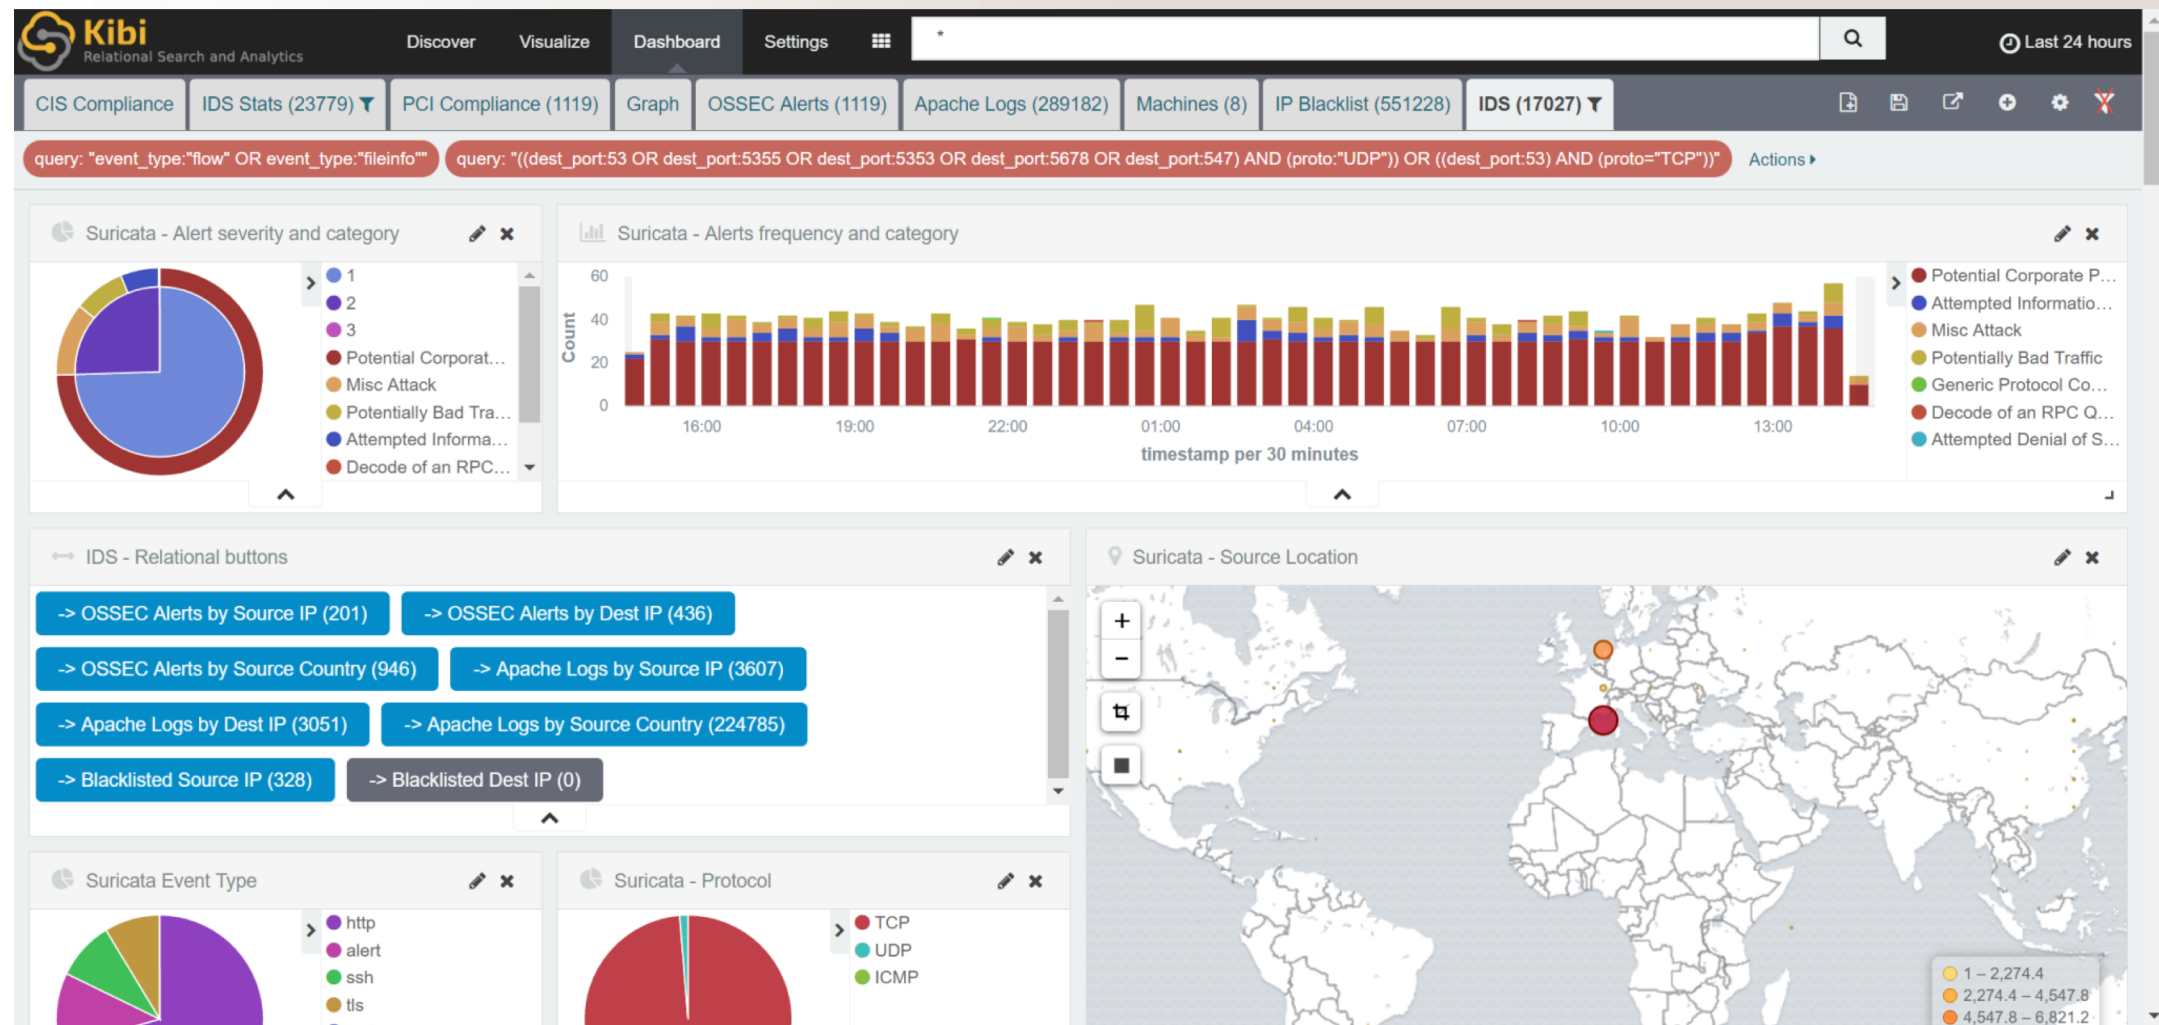 Kibi
Relational Search and Analytics
Discover
Visualize
Dashboard
Settings
*
Last 24 hours
CIS Compliance
IDS Stats (23779)
PCI Compliance (1119)
Graph
OSSEC Alerts (1119)
Apache Logs (289182)
Machines (8)
IP Blacklist (551228)
IDS (17027)
query: "event_type:"flow" OR event_type:"fileinfo""
query: "((dest_port:53 OR dest_port:5355 OR dest_port:5353 OR dest_port:5678 OR dest_port:547) AND (proto:"UDP")) OR ((dest_port:53) AND (proto="TCP"))"
Actions
Suricata - Alert severity and category
1
2
3
Potential Corporat...
Misc Attack
Potentially Bad Tra...
Attempted Informa...
Decode of an RPC...
Suricata - Alerts frequency and category
Count
60
40
20
0
16:00
19:00
22:00
01:00
04:00
07:00
10:00
13:00
timestamp per 30 minutes
Potential Corporate P...
Attempted Informatio...
Misc Attack
Potentially Bad Traffic
Generic Protocol Co...
Decode of an RPC Q...
Attempted Denial of S...
IDS - Relational buttons
-> OSSEC Alerts by Source IP (201)
-> OSSEC Alerts by Dest IP (436)
-> OSSEC Alerts by Source Country (946)
-> Apache Logs by Source IP (3607)
-> Apache Logs by Dest IP (3051)
-> Apache Logs by Source Country (224785)
-> Blacklisted Source IP (328)
-> Blacklisted Dest IP (0)
Suricata - Source Location
+
−
1 – 2,274.4
2,274.4 – 4,547.8
4,547.8 – 6,821.2
Suricata Event Type
http
alert
ssh
tls
Suricata - Protocol
TCP
UDP
ICMP